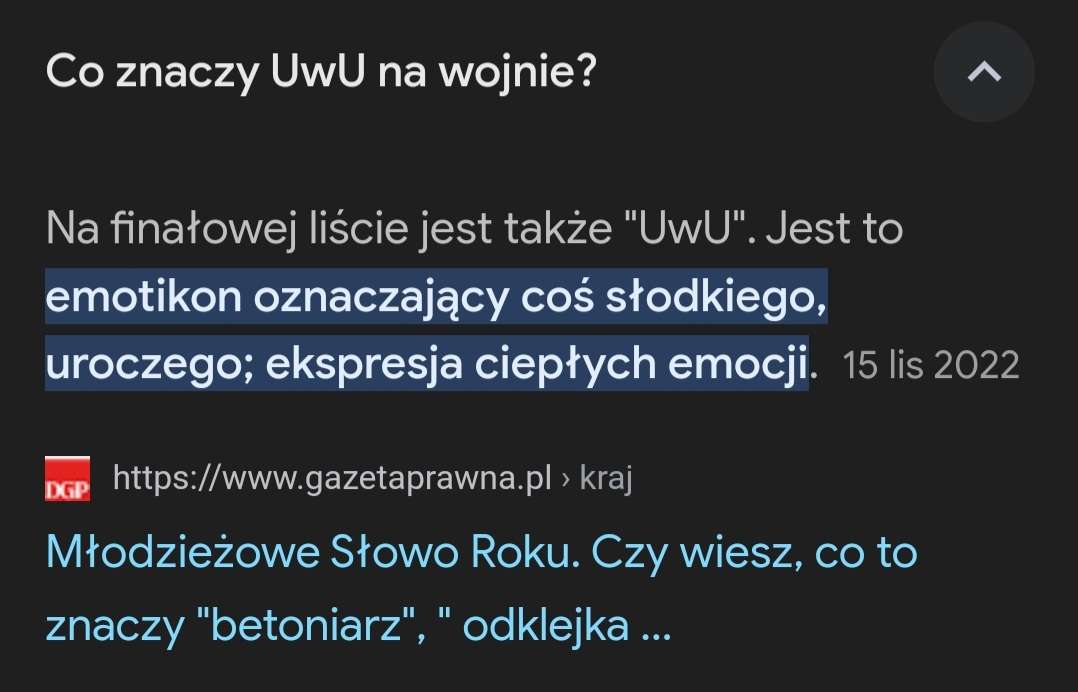 Co znaczy UwU na wojnie?
Na finałowej liście jest także "UwU". Jest to
emotikon oznaczający coś słodkiego,
uroczego; ekspresja ciepłych emocji. 15 lis 2022
DGP https://www.gazetaprawna.pl › kraj
Młodzieżowe Słowo Roku. Czy wiesz, co to
znaczy "betoniarz", " odklejka ...